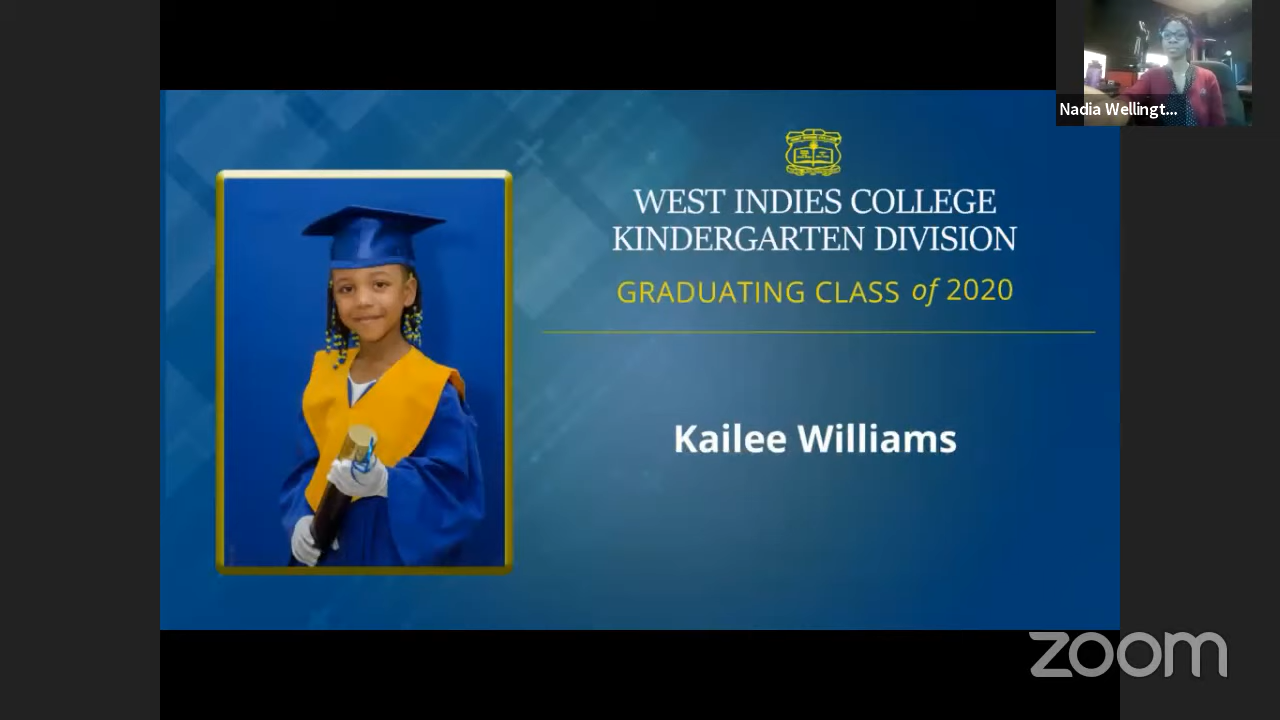 Nadia Wellingt...
WEST INDIES COLLEGE
KINDERGARTEN DIVISION
GRADUATING CLASS of 2020
Kailee Williams
zoom